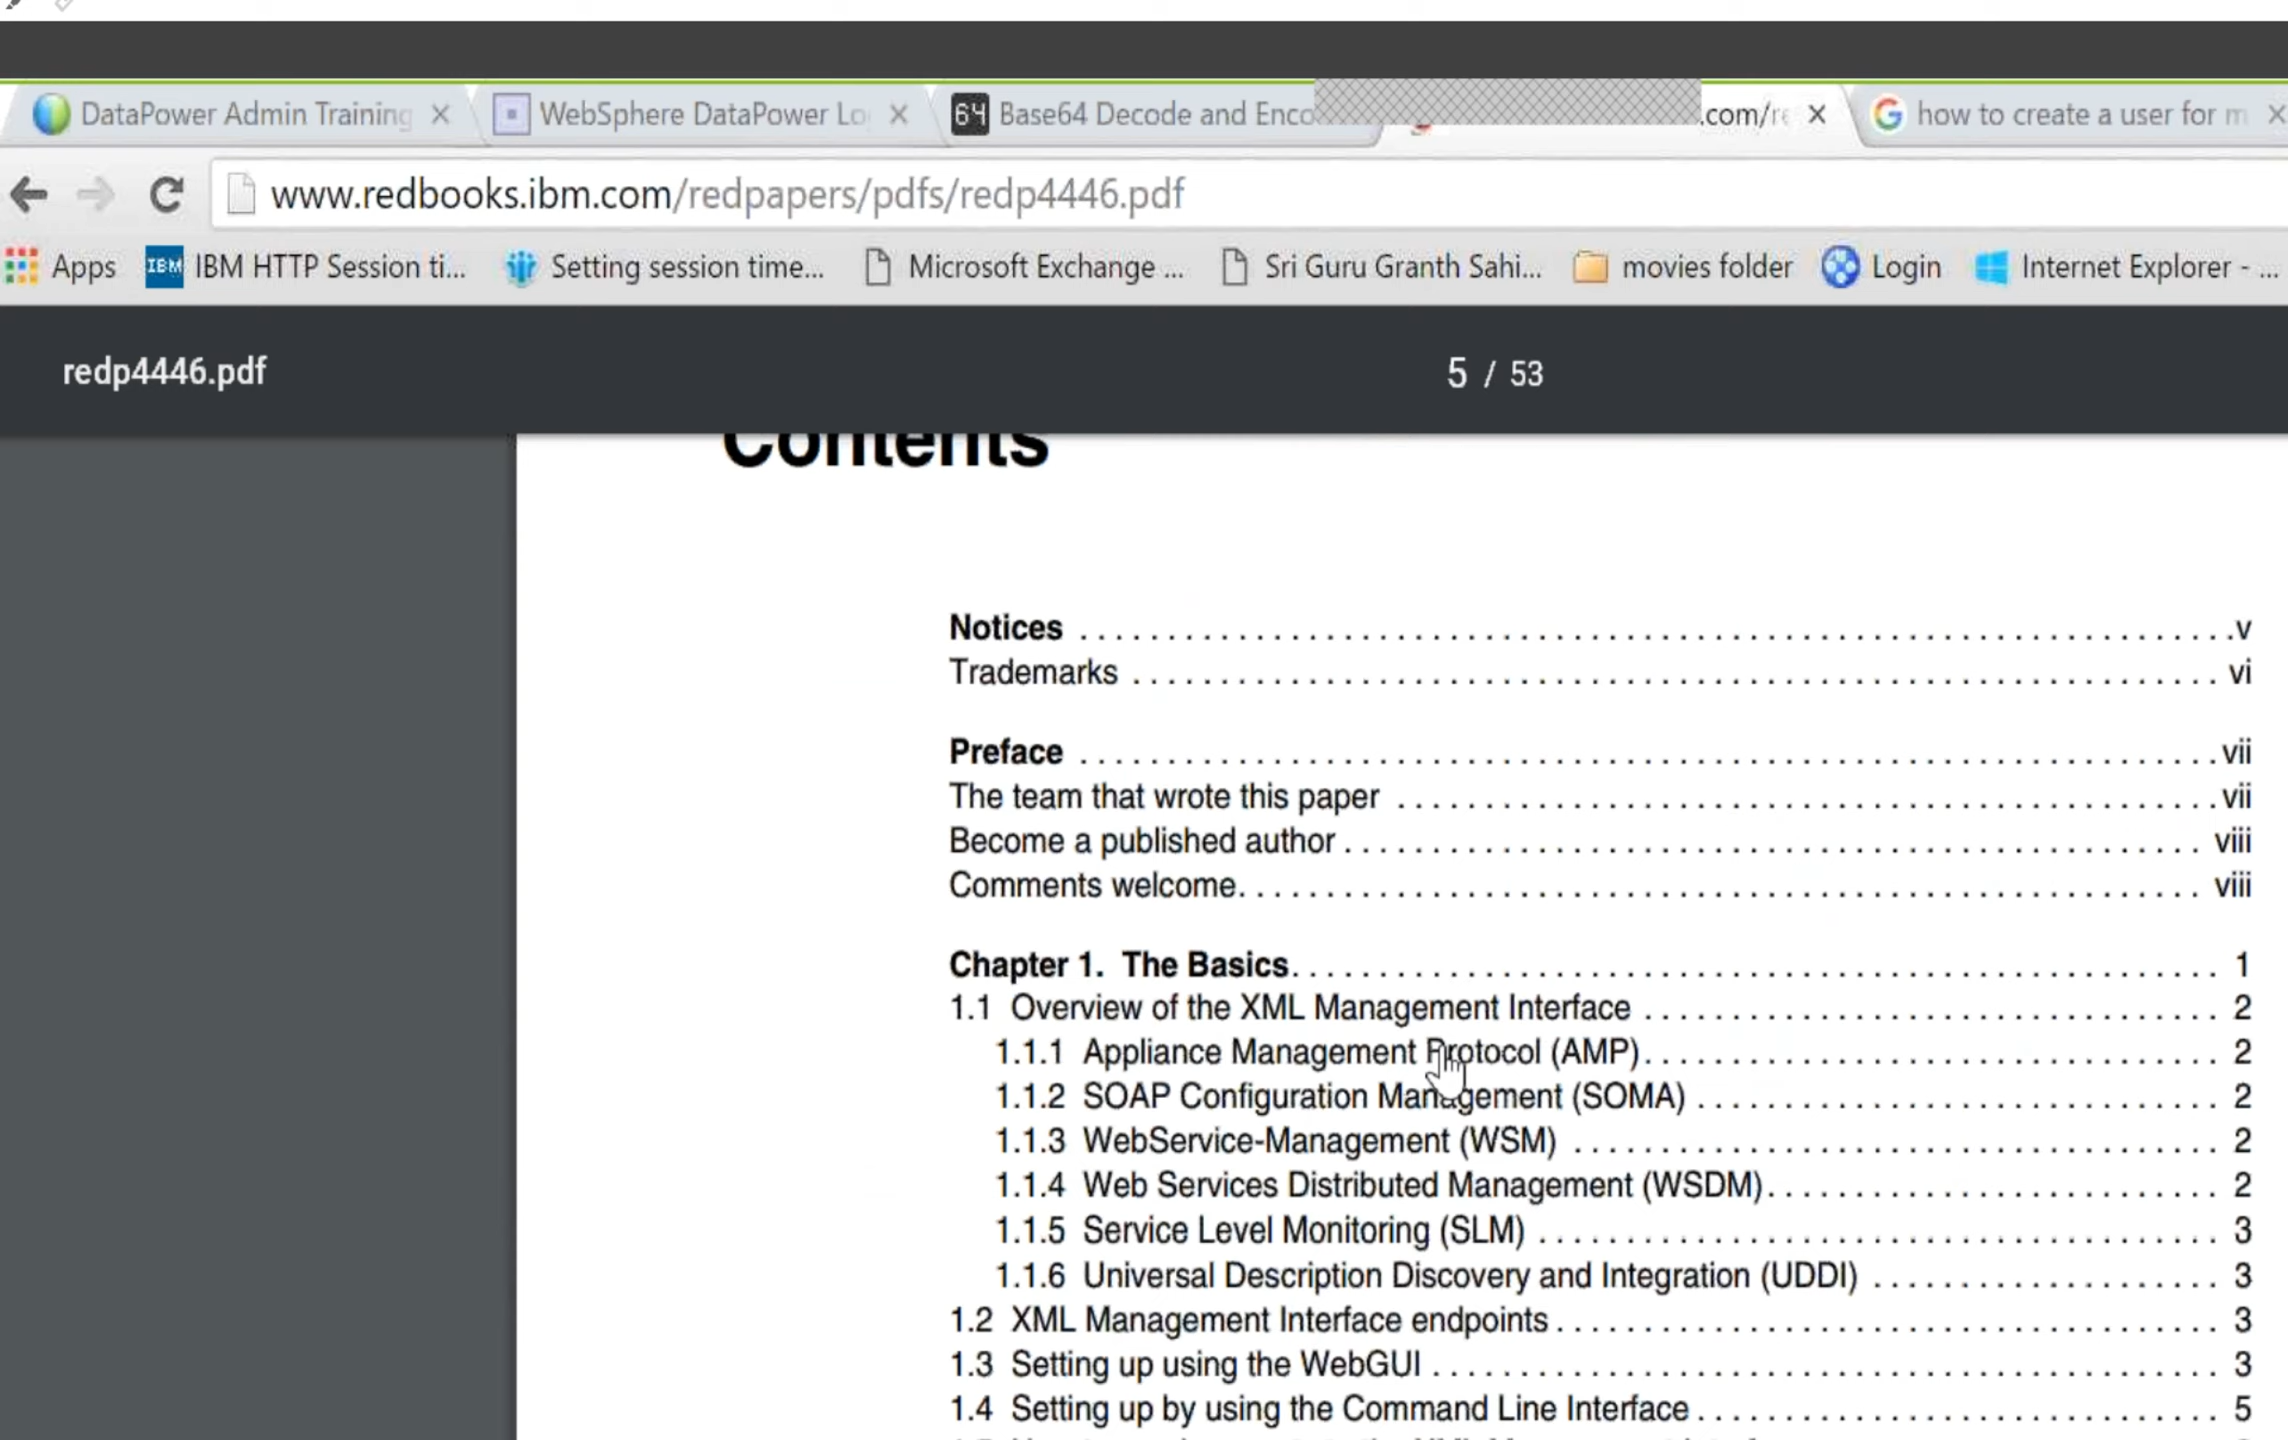 DataPower Admin Training
WebSphere DataPower Lo
64 Base64 Decode and Enco
.com/re
how to create a user for m
www.redbooks.ibm.com/redpapers/pdfs/redp4446.pdf
Apps IBM IBM HTTP Session ti... Setting session time... Microsoft Exchange ... Sri Guru Granth Sahi... movies folder Login Internet Explorer - ...
redp4446.pdf 5 / 53
Contents
Notices . . . . . . . . . . . . . . . . . . . . v
Trademarks . . . . . . . . . . . . . . . . . . . . vi
Preface . . . . . . . . . . . . . . . . . . . . vii
The team that wrote this paper . . . . . . . . . . . . . . . . . . . . vii
Become a published author . . . . . . . . . . . . . . . . . . . . viii
Comments welcome. . . . . . . . . . . . . . . . . . . . viii
Chapter 1. The Basics. . . . . . . . . . . . . . . . . . . . 1
1.1 Overview of the XML Management Interface . . . . . . . . . . . . . . . . . . . . 2
1.1.1 Appliance Management Protocol (AMP). . . . . . . . . . . . . . . . . . . . 2
1.1.2 SOAP Configuration Management (SOMA) . . . . . . . . . . . . . . . . . . . . 2
1.1.3 WebService-Management (WSM) . . . . . . . . . . . . . . . . . . . . 2
1.1.4 Web Services Distributed Management (WSDM). . . . . . . . . . . . . . . . . . . . 2
1.1.5 Service Level Monitoring (SLM) . . . . . . . . . . . . . . . . . . . . 3
1.1.6 Universal Description Discovery and Integration (UDDI) . . . . . . . . . . . . . . . . . . . . 3
1.2 XML Management Interface endpoints . . . . . . . . . . . . . . . . . . . . 3
1.3 Setting up using the WebGUI . . . . . . . . . . . . . . . . . . . . 3
1.4 Setting up by using the Command Line Interface . . . . . . . . . . . . . . . . . . . . 5